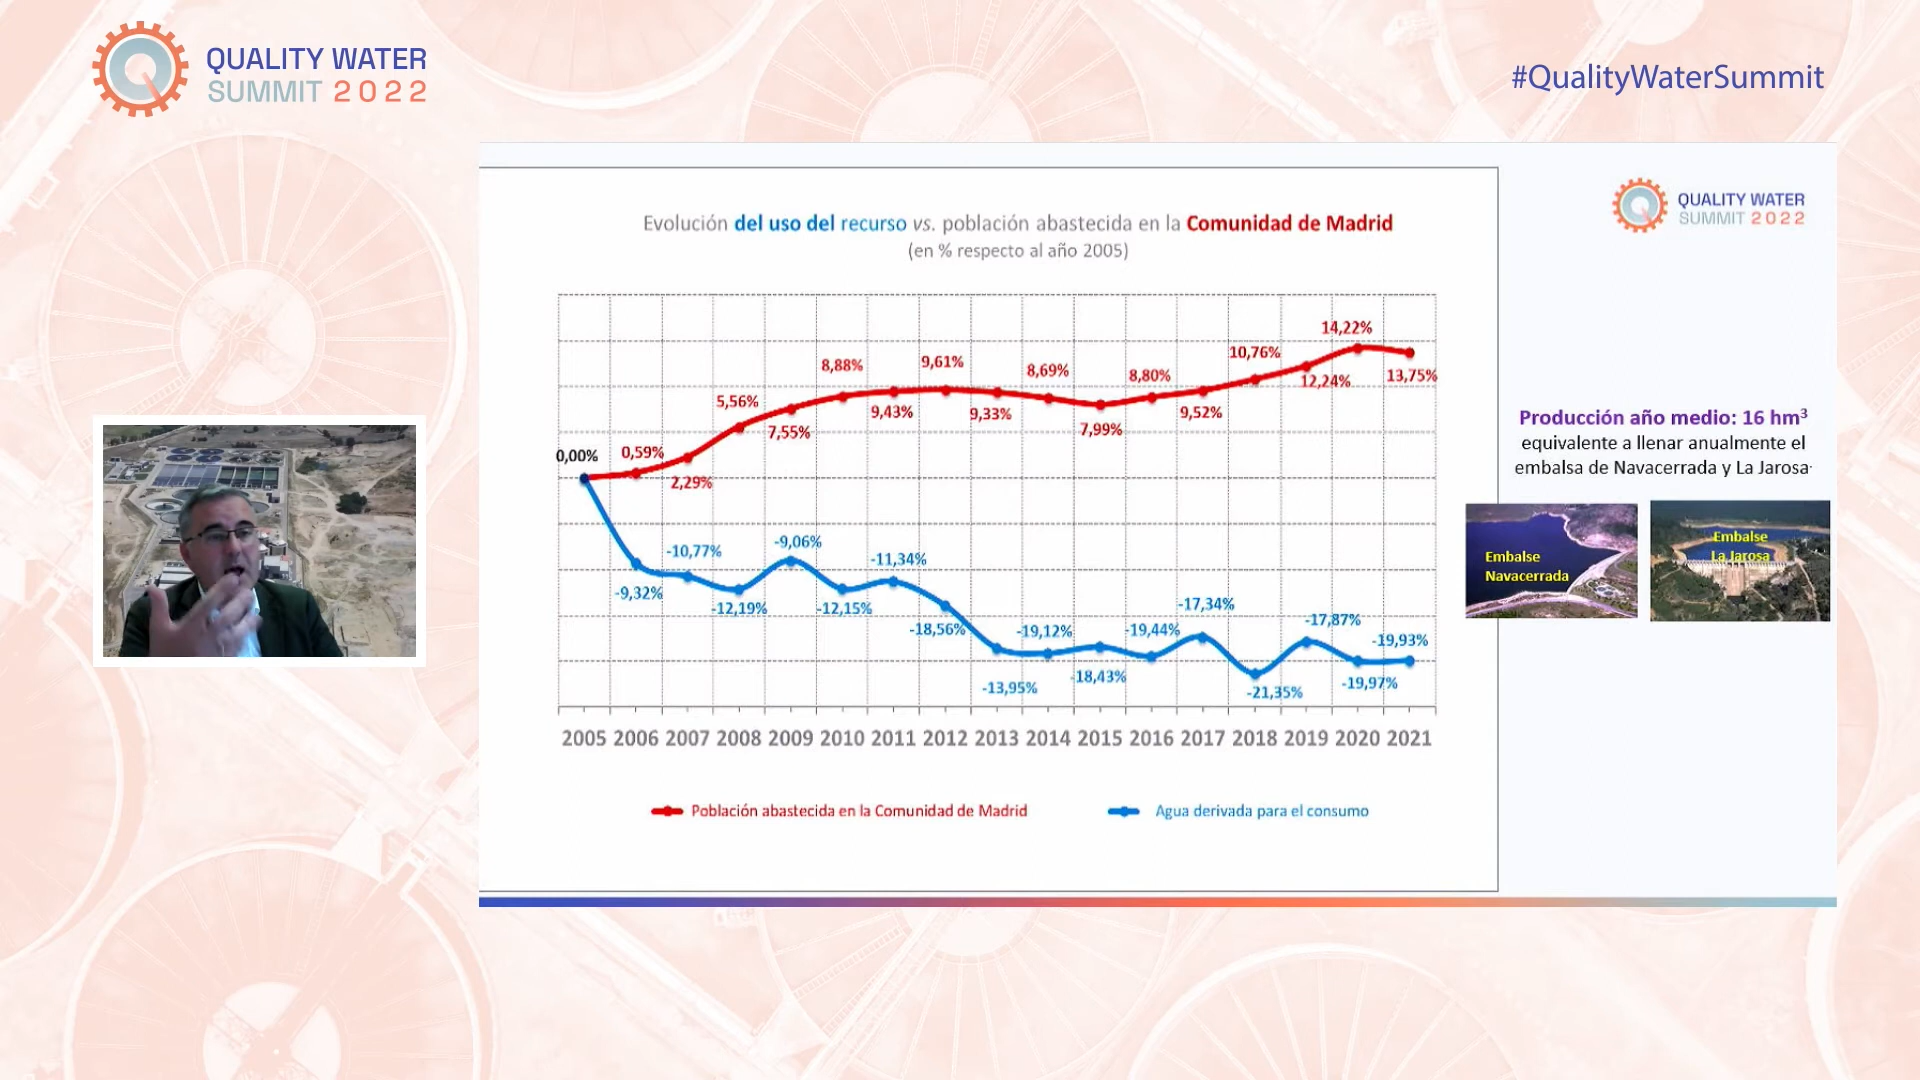 QUALITY WATER
SUMMIT 2022
#QualityWaterSummit
QUALITY WATER
SUMMIT 2022
Evolución del uso del recurso vs. población abastecida en la Comunidad de Madrid
(en % respecto al año 2005)
0,00%
0,59%
2,29%
5,56%
7,55%
8,88%
9,43%
9,61%
9,33%
8,69%
7,99%
8,80%
9,52%
10,76%
12,24%
14,22%
13,75%
-9,32%
-10,77%
-12,19%
-9,06%
-12,15%
-11,34%
-18,56%
-13,95%
-19,12%
-18,43%
-19,44%
-17,34%
-21,35%
-17,87%
-19,97%
-19,93%
2005 2006 2007 2008 2009 2010 2011 2012 2013 2014 2015 2016 2017 2018 2019 2020 2021
Población abastecida en la Comunidad de Madrid
Agua derivada para el consumo
Producción año medio: 16 hm³
equivalente a llenar anualmente el
embalsa de Navacerrada y La Jarosa
Embalse
Navacerrada
Embalse
La Jarosa